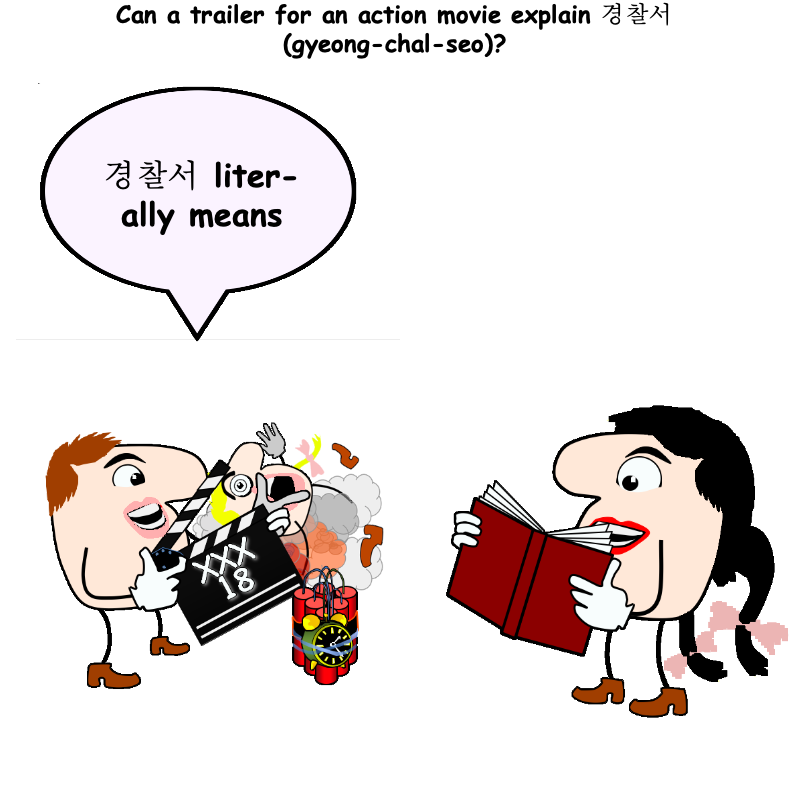 Can a trailer for an action movie explain 경찰서
(gyeong-chal-seo)?
경찰서 liter-
ally means
XXX
18